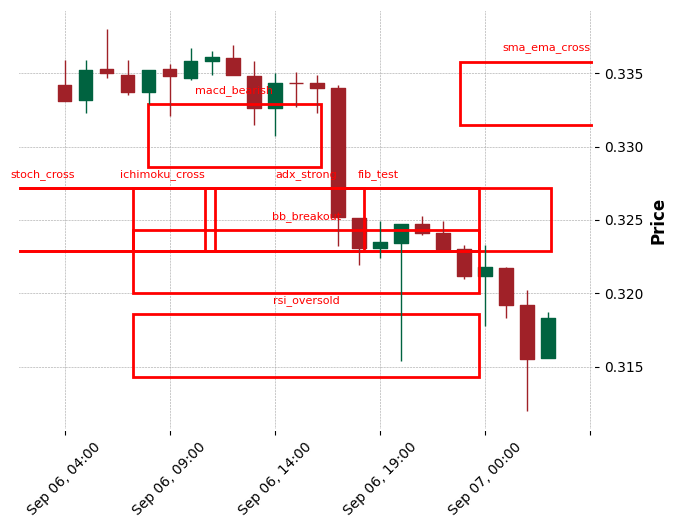 sma_ema_cross
0.335
macd_bearish
0.330
stoch_cross
ichimoku_cross
adx_strong
fib_test
bb_breakout
0.325
Price
0.320
rsi_oversold
0.315
Sep 06, 04:00
Sep 06, 09:00
Sep 06, 14:00
Sep 06, 19:00
Sep 07, 00:00